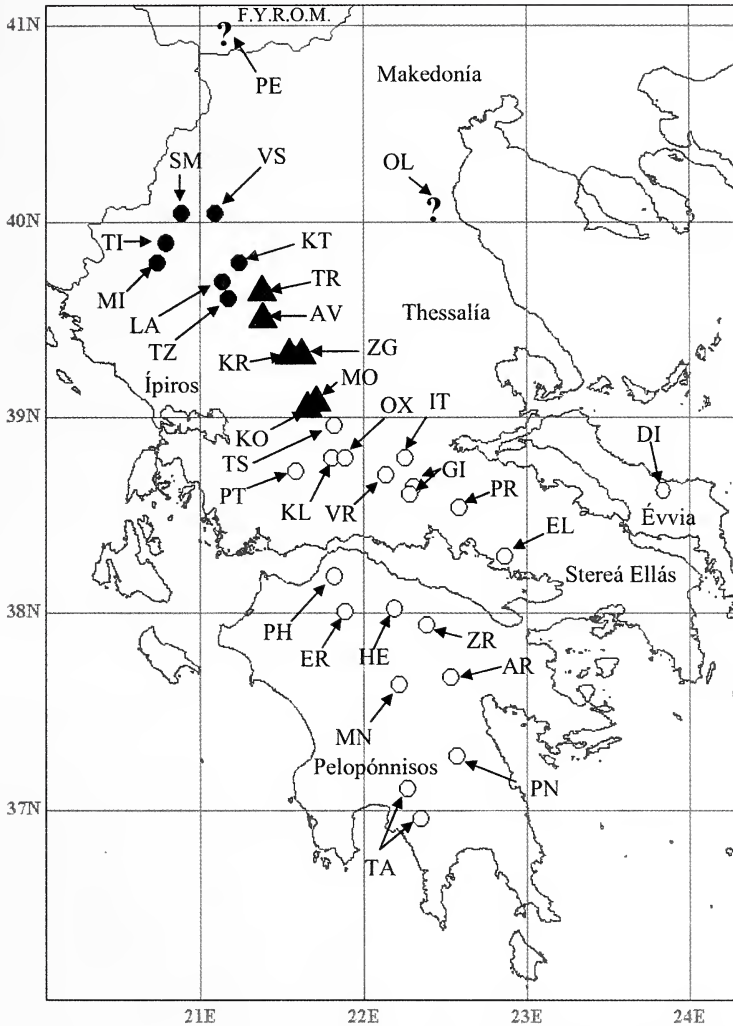 41N
F.Y.R.O.M.
?
PE
Makedonía
SM
VS
OL
?
40N
TI
KT
MI
TR
LA
AV
TZ
Thessalía
KR
ZG
MO
Ípiros
OX
IT
39N
KO
TS
DI
GI
PT
KL
VR
PR
Évvia
EL
Stereá Ellás
38N
PH
ER
HE
ZR
AR
MN
Pelopónnisos
PN
37N
TA
21E
22E
23E
24E